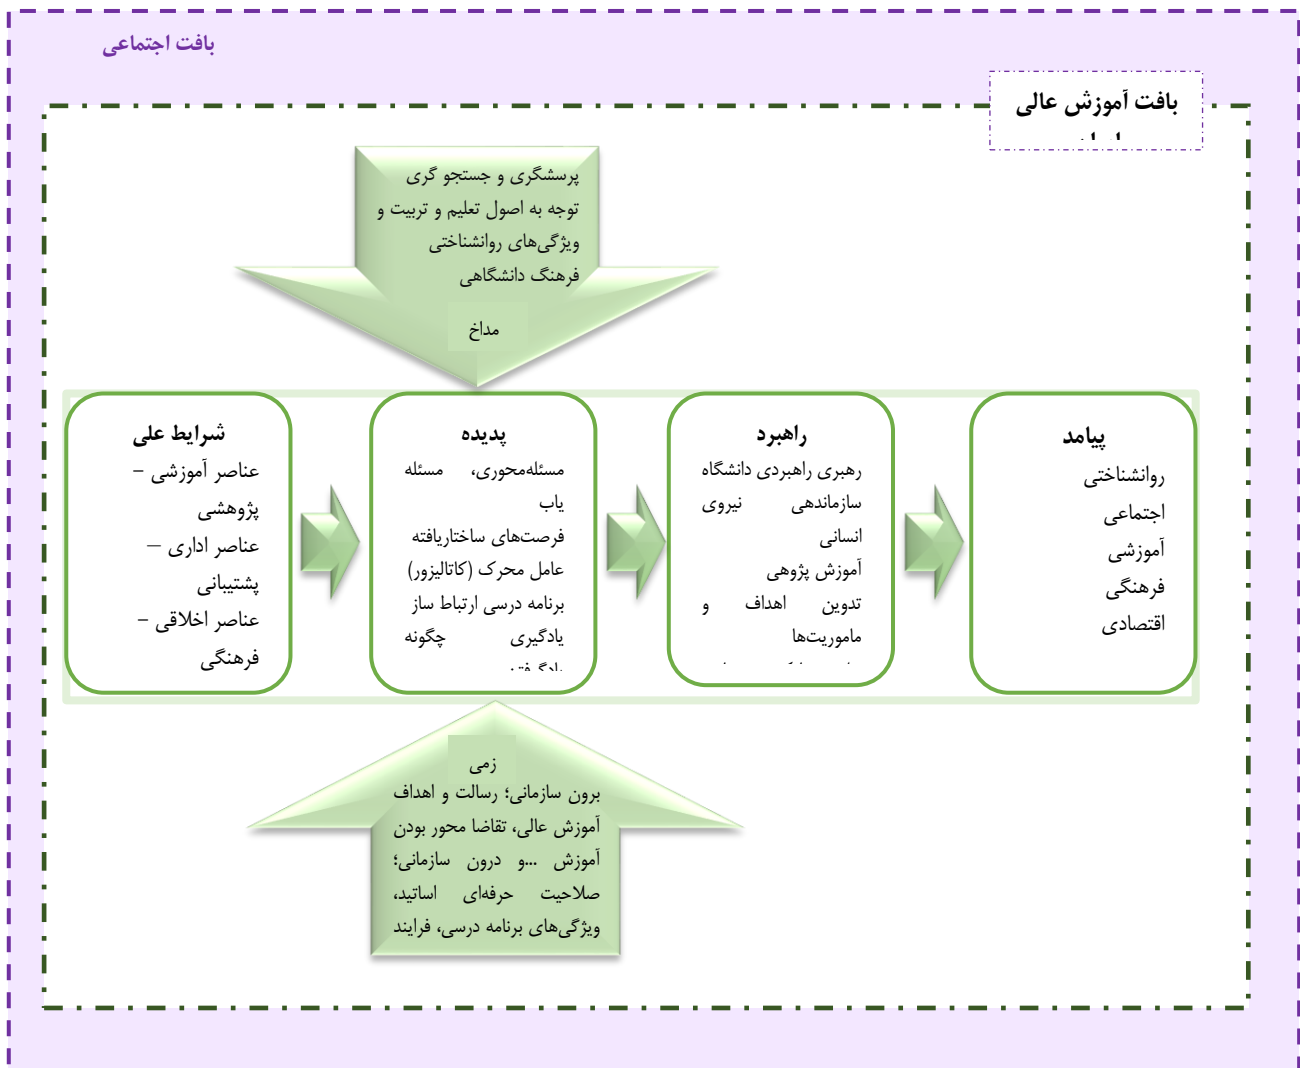 بافت اجتماعی
بافت آموزش عالی
پرسشگری و جستجو گری
توجه به اصول تعلیم و تربیت و
ویژگی‌های روانشناختی
فرهنگ دانشگاهی
مداخ
شرایط علی
عناصر آموزشی –
پژوهشی
عناصر اداری –
پشتیبانی
عناصر اخلاقی –
فرهنگی
پدیده
مسئله‌محوری، مسئله
یاب
فرصت‌های ساختاریافته
عامل محرک (کاتالیزور)
برنامه درسی ارتباط ساز
یادگیری چگونه
راهبرد
رهبری راهبردی دانشگاه
سازماندهی نیروی
انسانی
آموزش پژوهی
تدوین اهداف و
ماموریت‌ها
پیامد
روانشناختی
اجتماعی
آموزشی
فرهنگی
اقتصادی
زمی
برون سازمانی؛ رسالت و اهداف
آموزش عالی، تقاضا محور بودن
آموزش ...و درون سازمانی؛
صلاحیت حرفه‌ای اساتید،
ویژگی‌های برنامه درسی، فرایند